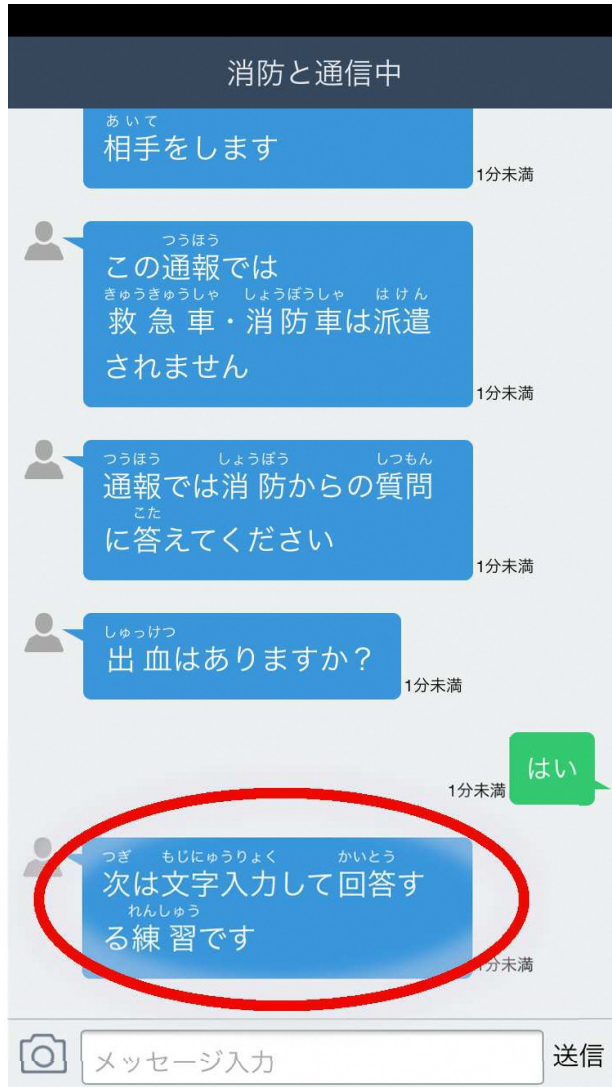 消防と通信中
あいて
相手をします
1分未満
つうほう
この通報では
きゅうきゅうしゃ しょうぼうしゃ はけん
救急車・消防車は派遣
されません
1分未満
つうほう しょうぼう しつもん
通報では消防からの質問
こた
に答えてください
1分未満
しゅっけつ
出血はありますか？
1分未満
はい
1分未満
つぎ もじにゅうりょく かいとう
次は文字入力して回答す
れんしゅう
る練習です
1分未満
メッセージ入力
送信